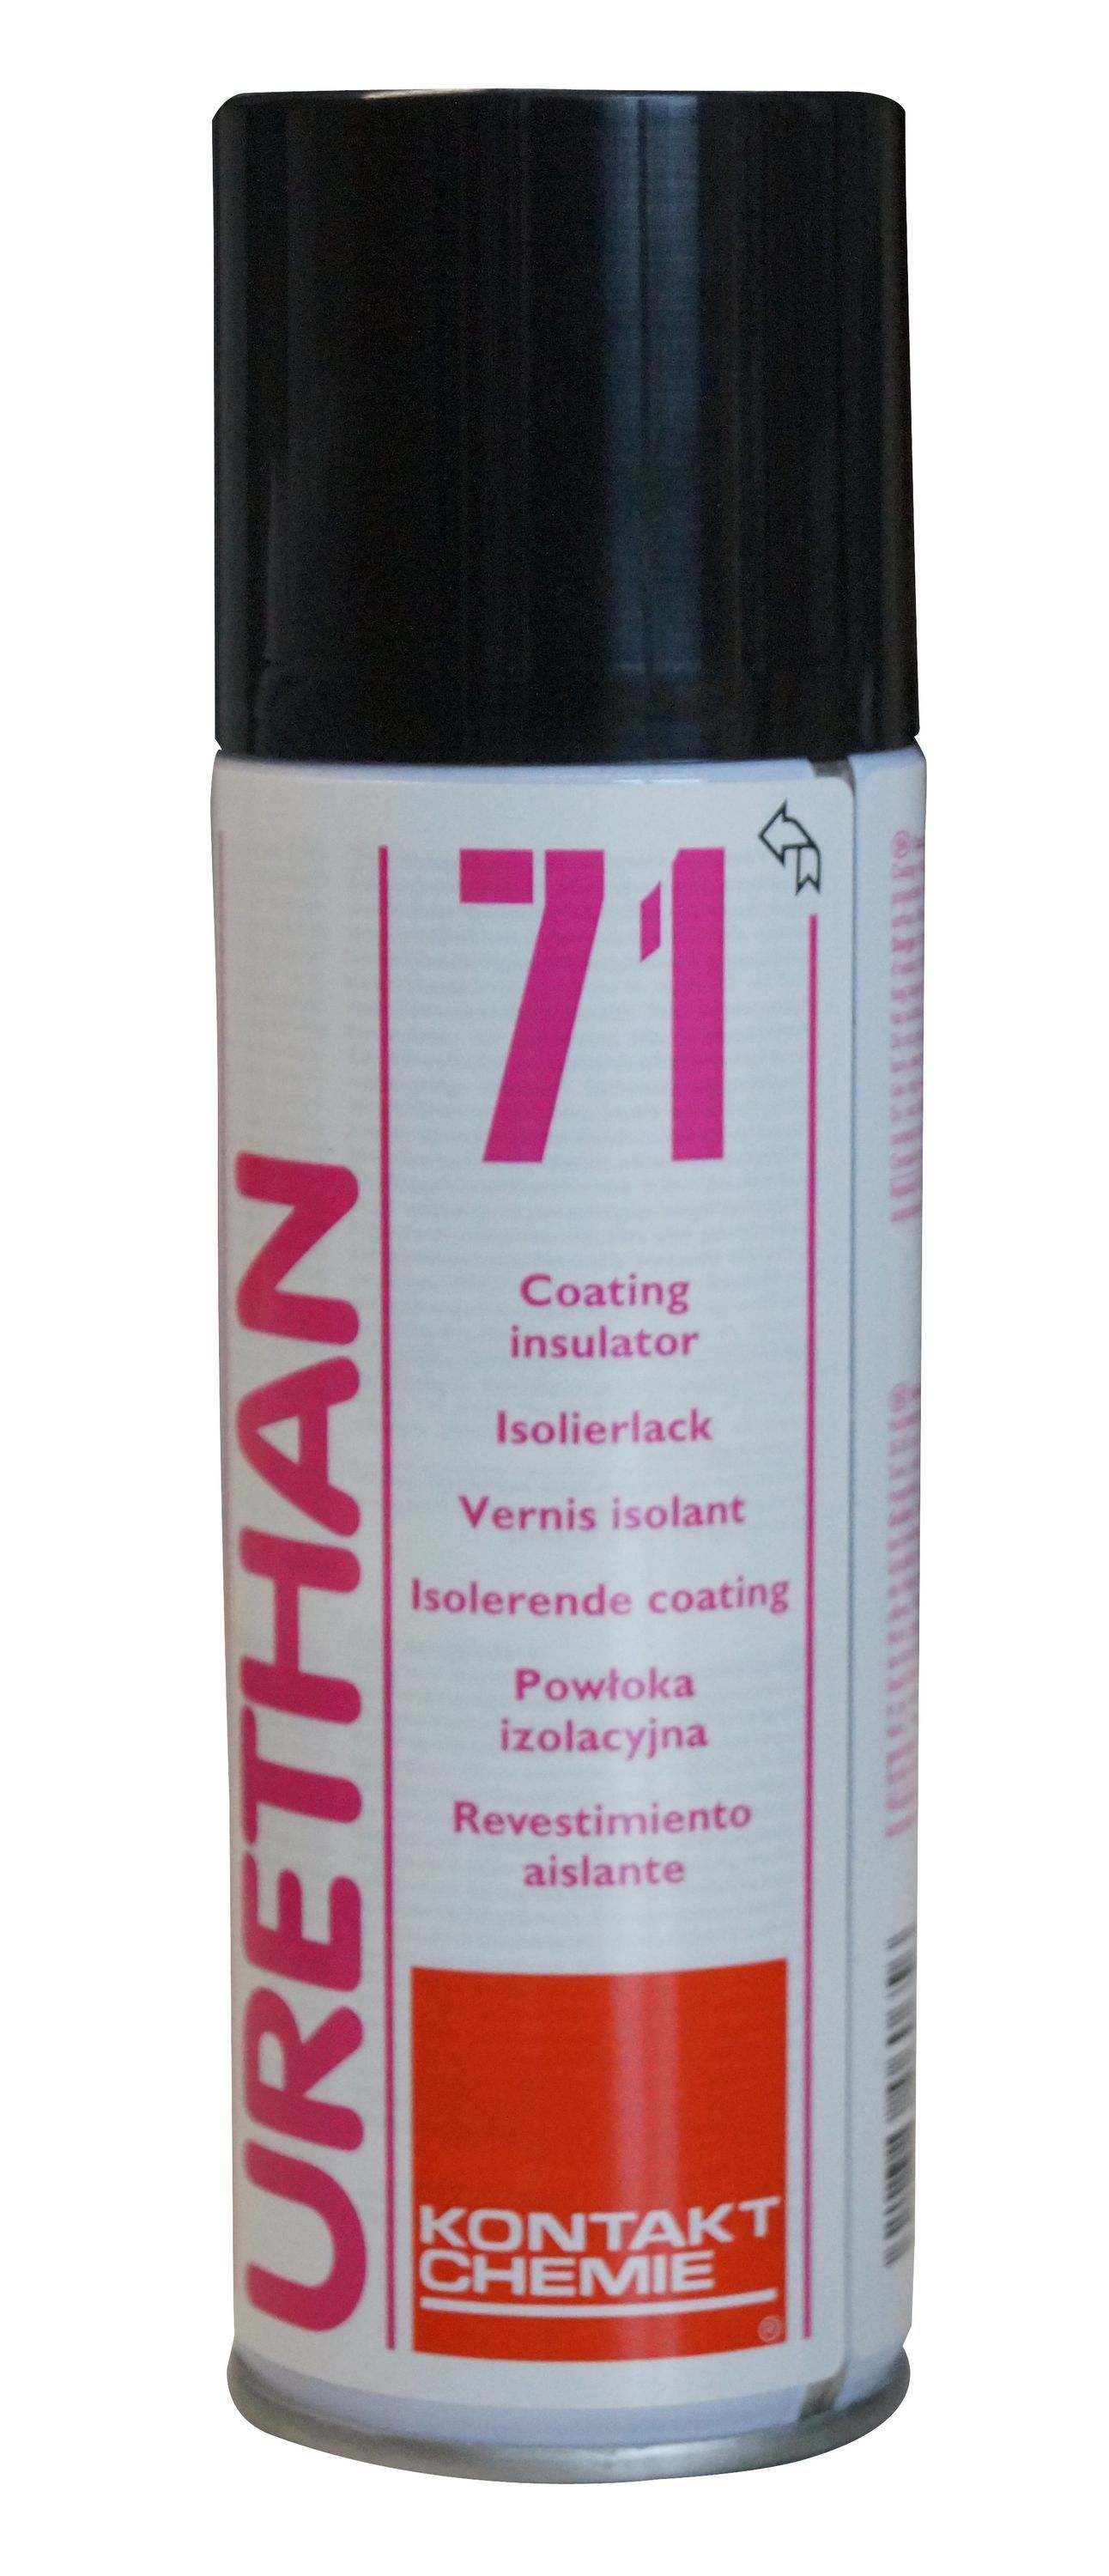 URETHAN
71
Coating
insulator
Isolierlack
Vernis isolant
Isolerende coating
Powłoka
izolacyjna
Revestimiento
aislante
KONTAKT
CHEMIE
®